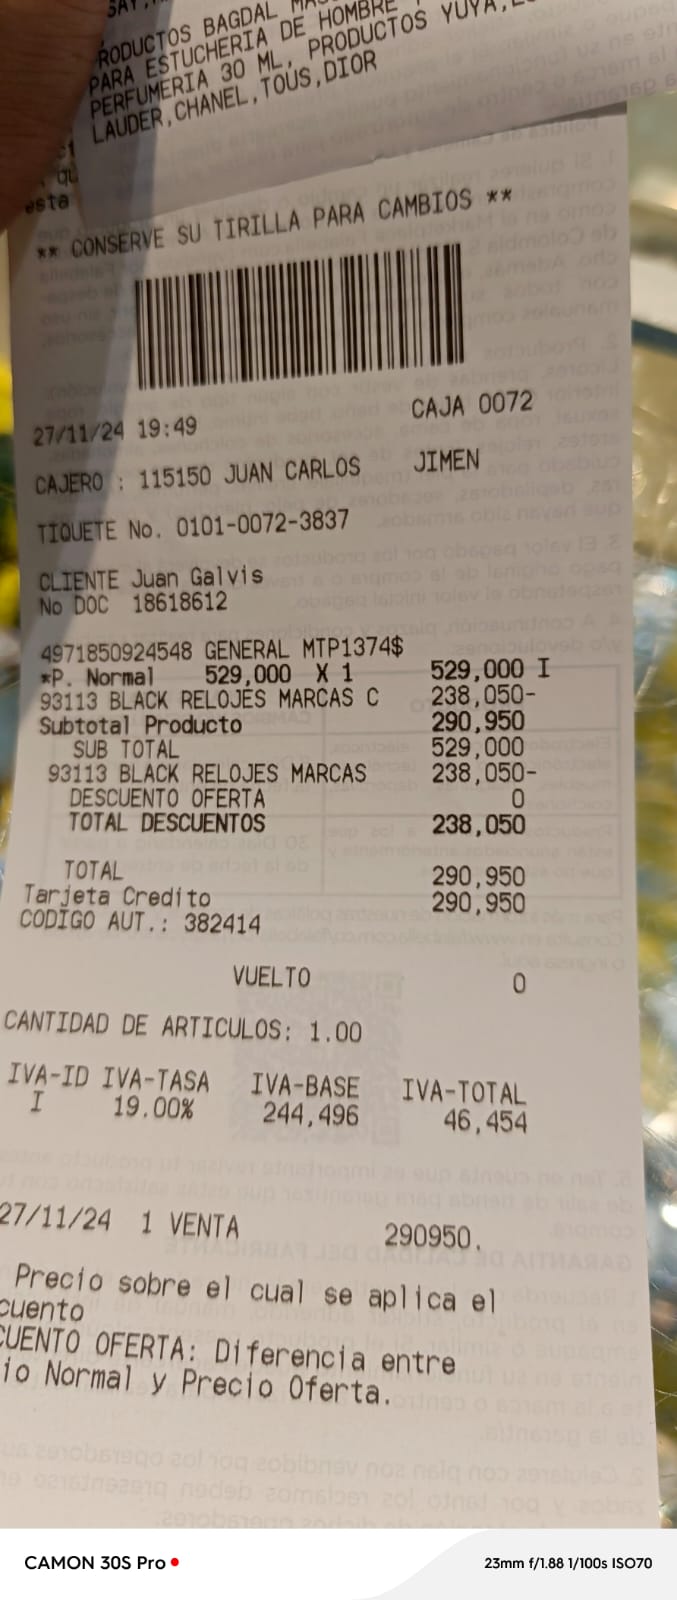 RODUCTOS BAGDAL
PARA ESTUCHERIA DE HOMBRE
PERFUMERIA 30 ML, PRODUCTOS YUYA,
LAUDER,CHANEL,TOUS,DIOR
esta
** CONSERVE SU TIRILLA PARA CAMBIOS **
27/11/24 19:49 CAJA 0072
CAJERO : 115150 JUAN CARLOS JIMEN
TIQUETE No. 0101-0072-3837
CLIENTE Juan Galvis
No DOC 18618612
4971850924548 GENERAL MTP1374$
*P. Normal 529,000 X 1 529,000 I
93113 BLACK RELOJES MARCAS C 238,050-
Subtotal Producto 290,950
SUB TOTAL 529,000
93113 BLACK RELOJES MARCAS 238,050-
DESCUENTO OFERTA 0
TOTAL DESCUENTOS 238,050
TOTAL 290,950
Tarjeta Credito 290,950
CODIGO AUT.: 382414
VUELTO 0
CANTIDAD DE ARTICULOS: 1.00
IVA-ID IVA-TASA IVA-BASE IVA-TOTAL
I 19.00% 244,496 46,454
27/11/24 1 VENTA 290950.
Precio sobre el cual se aplica el
cuento
CUENTO OFERTA: Diferencia entre
io Normal y Precio Oferta.
CAMON 30S Pro 23mm f/1.88 1/100s ISO70